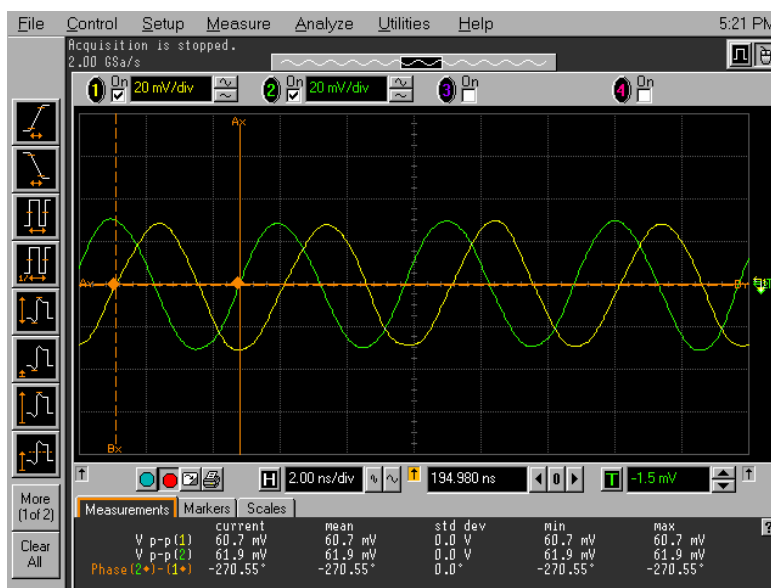 File Control Setup Measure Analyze Utilities Help 5:21 PM
Acquisition is stopped.
2.00 GSa/s
1 On 20 mV/div 2 On 20 mV/div 3 On 4 On
Ax
Ay
Bx
More
(1of 2)
Clear
All
H 2.00 ns/div 194.980 ns 0 T -1.5 mV
Measurements Markers Scales
current mean std dev min max
V p-p(1) 60.7 mV 60.7 mV 0.0 V 60.7 mV 60.7 mV
V p-p(2) 61.9 mV 61.9 mV 0.0 V 61.9 mV 61.9 mV
Phase(2♦)-(1♦) -270.55° -270.55° 0.0° -270.55° -270.55°
?